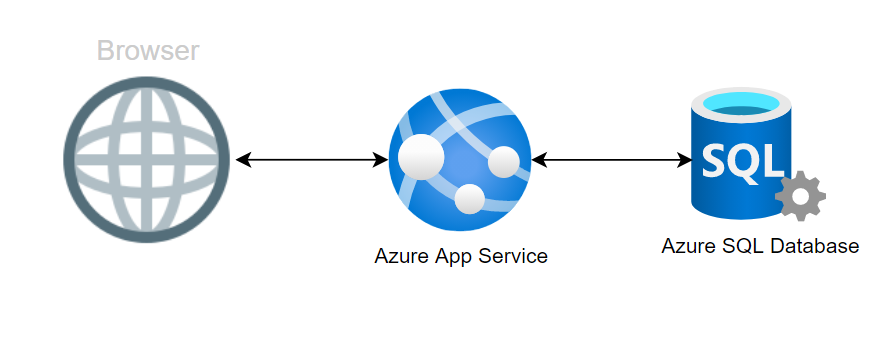 Browser
SQL
Azure App Service
Azure SQL Database